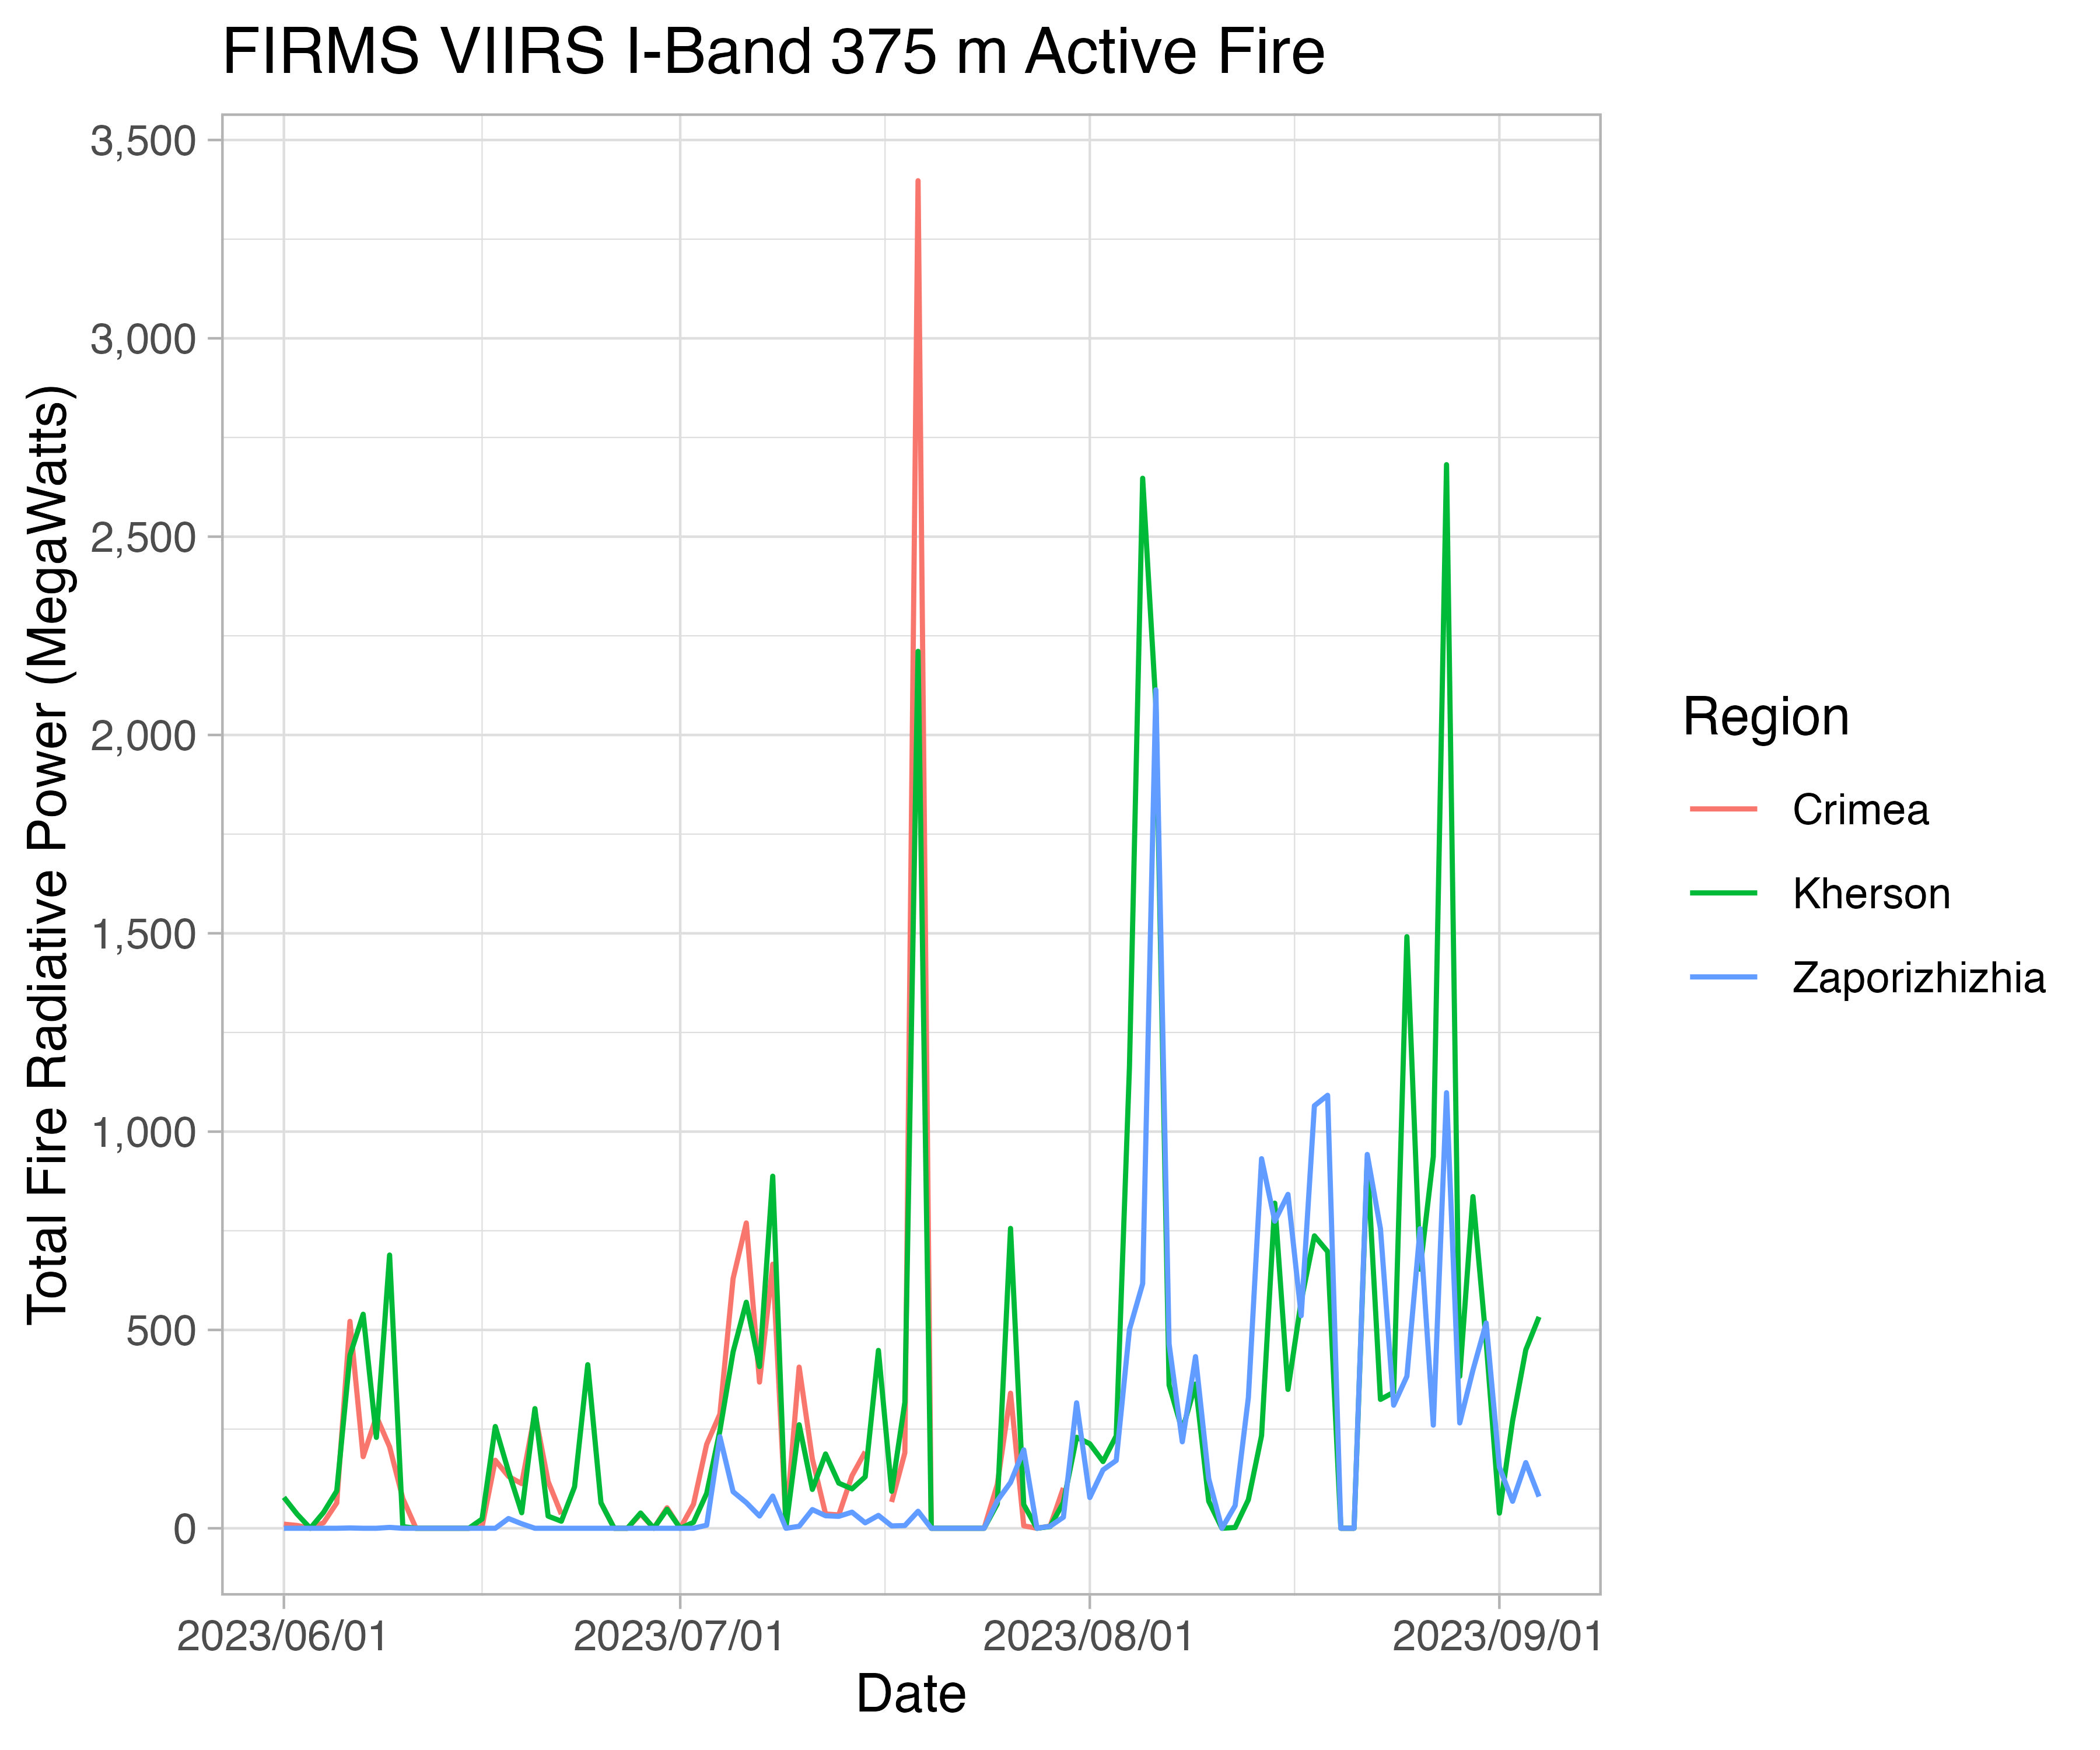 FIRMS VIIRS I-Band 375 m Active Fire
Total Fire Radiative Power (MegaWatts)
3,500
3,000
2,500
2,000
1,500
1,000
500
0
2023/06/01
2023/07/01
2023/08/01
2023/09/01
Date
Region
Crimea
Kherson
Zaporizhizhia